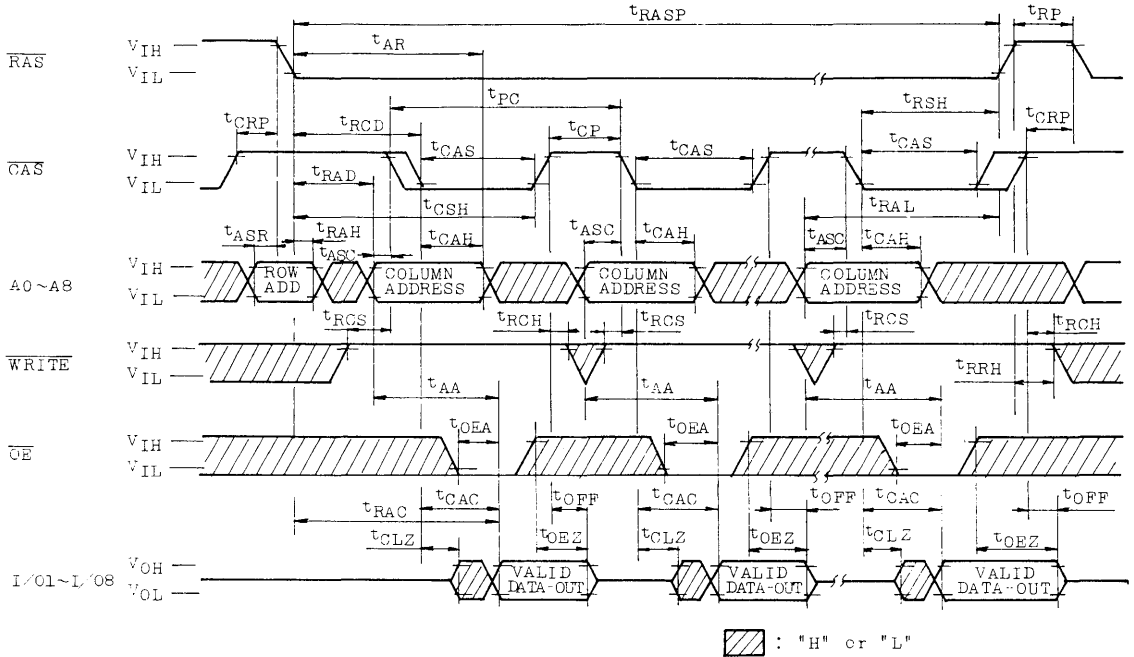 tRASP
tRP
tAR
RAS
VIH
VIL
tPC
tRSH
tCRP
tRCD
tCP
tCRP
tCAS
tCAS
tCAS
CAS
VIH
VIL
tRAD
tCSH
tRAL
tASR
tRAH
tASC
tCAH
tASC
tCAH
tASC
tCAH
A0~A8
VIH
VIL
ROW ADD
COLUMN ADDRESS
COLUMN ADDRESS
COLUMN ADDRESS
tRCS
tRCH
tRCS
tRCS
tRCH
WRITE
VIH
VIL
tRRH
tAA
tAA
tAA
tOEA
tOEA
tOEA
OE
VIH
VIL
tCAC
tOFF
tCAC
tOFF
tCAC
tOFF
tRAC
tCLZ
tOEZ
tCLZ
tOEZ
tCLZ
tOEZ
I/O1~I/O8
VOH
VOL
VALID DATA-OUT
VALID DATA-OUT
VALID DATA-OUT
: "H" or "L"